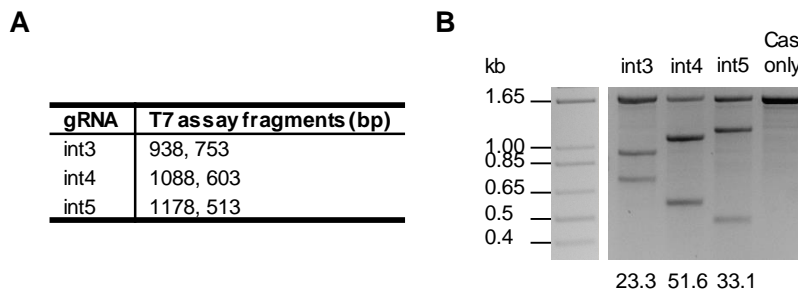 A
gRNA T7 assay fragments (bp)
int3 938, 753
int4 1088, 603
int5 1178, 513
B
Cas
kb int3 int4 int5 only
1.65
1.00
0.85
0.65
0.5
0.4
23.3 51.6 33.1